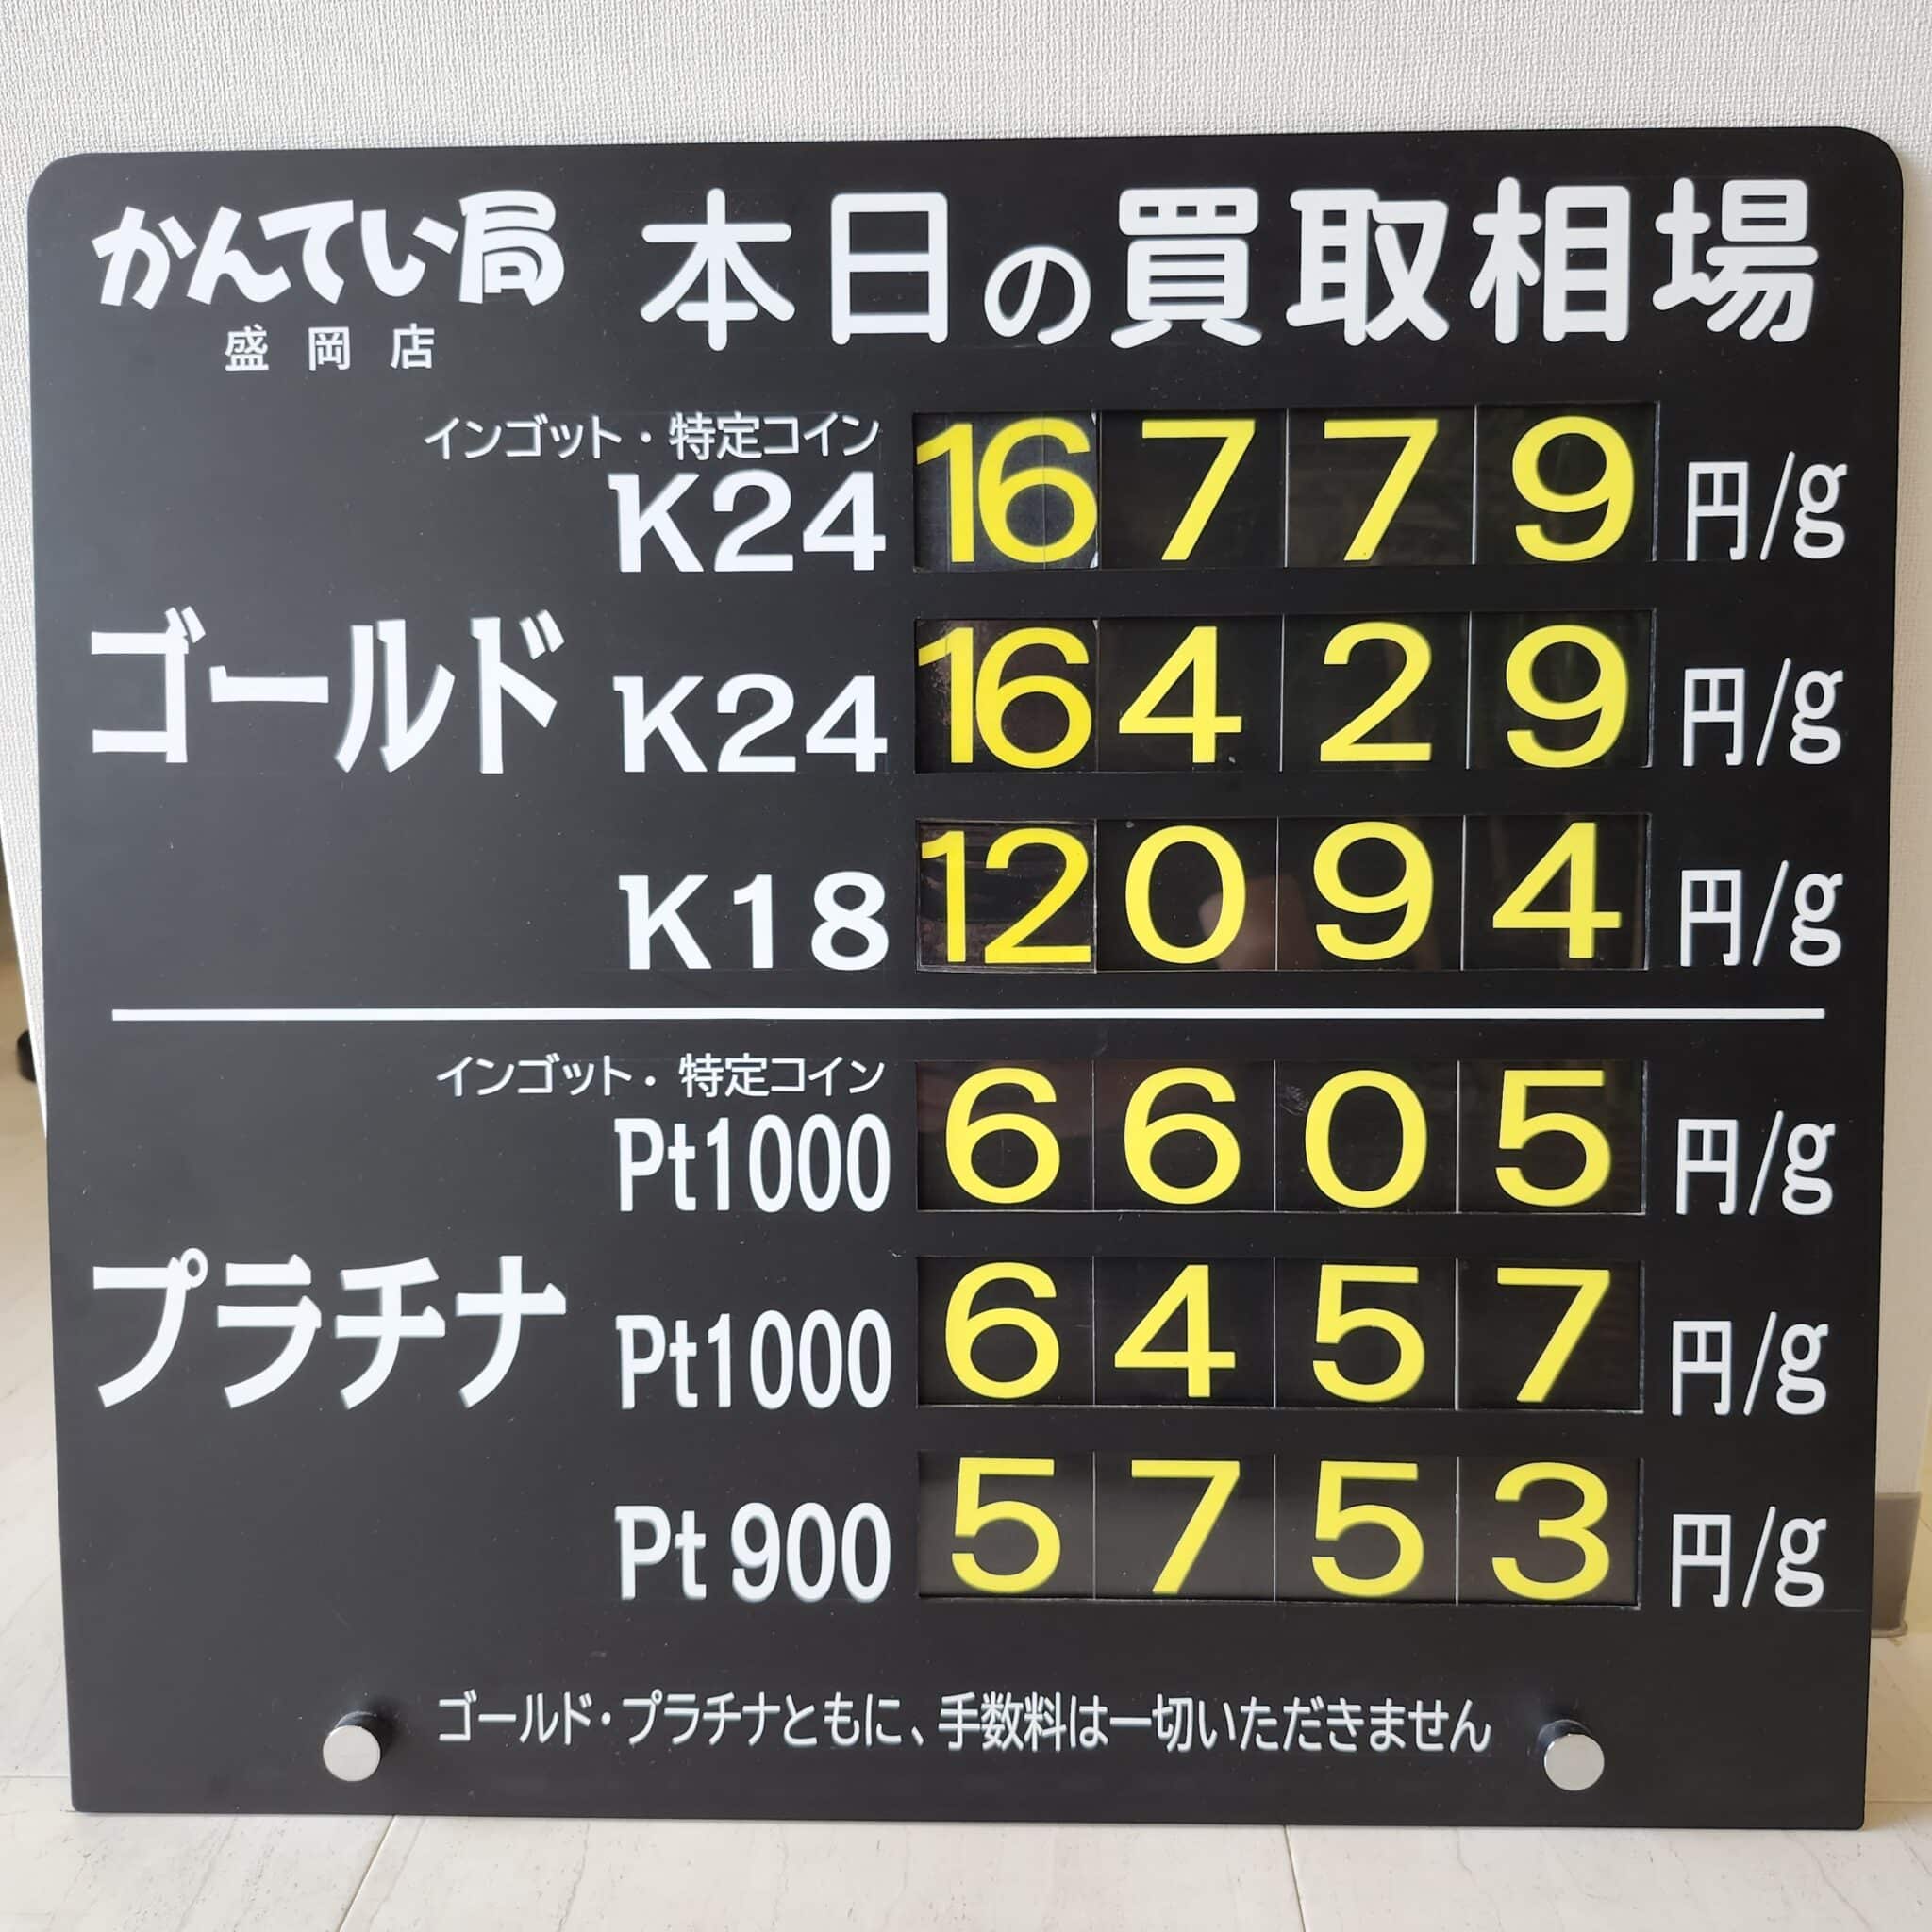 かんてい局 本日の買取相場
盛岡店
インゴット・特定コイン
K24 16779 円/g
ゴールド K24 16429 円/g
K18 12094 円/g
インゴット・特定コイン
Pt1000 6605 円/g
プラチナ Pt1000 6457 円/g
Pt 900 5753 円/g
ゴールド・プラチナともに、手数料は一切いただきません